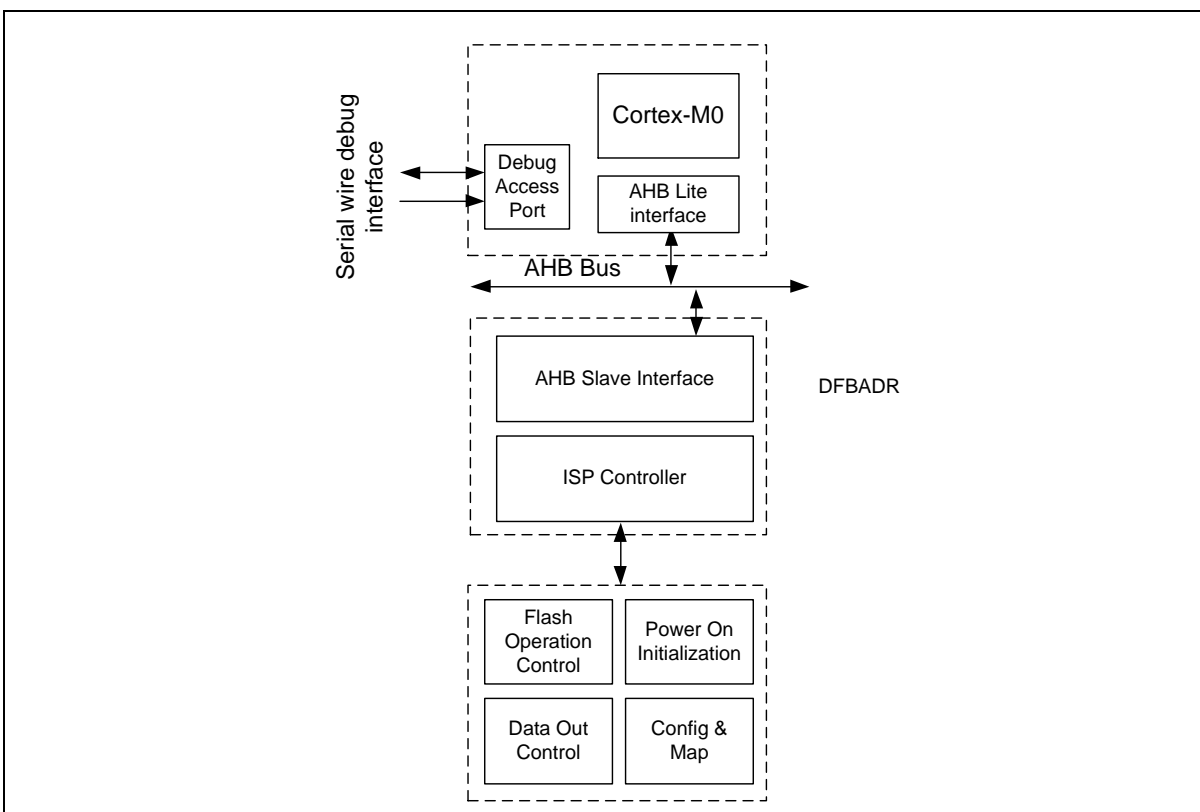 Cortex-M0
Serial wire debug
interface
Debug
Access
Port
AHB Lite
interface
AHB Bus
AHB Slave Interface
DFBADR
ISP Controller
Flash
Operation
Control
Power On
Initialization
Data Out
Control
Config &
Map